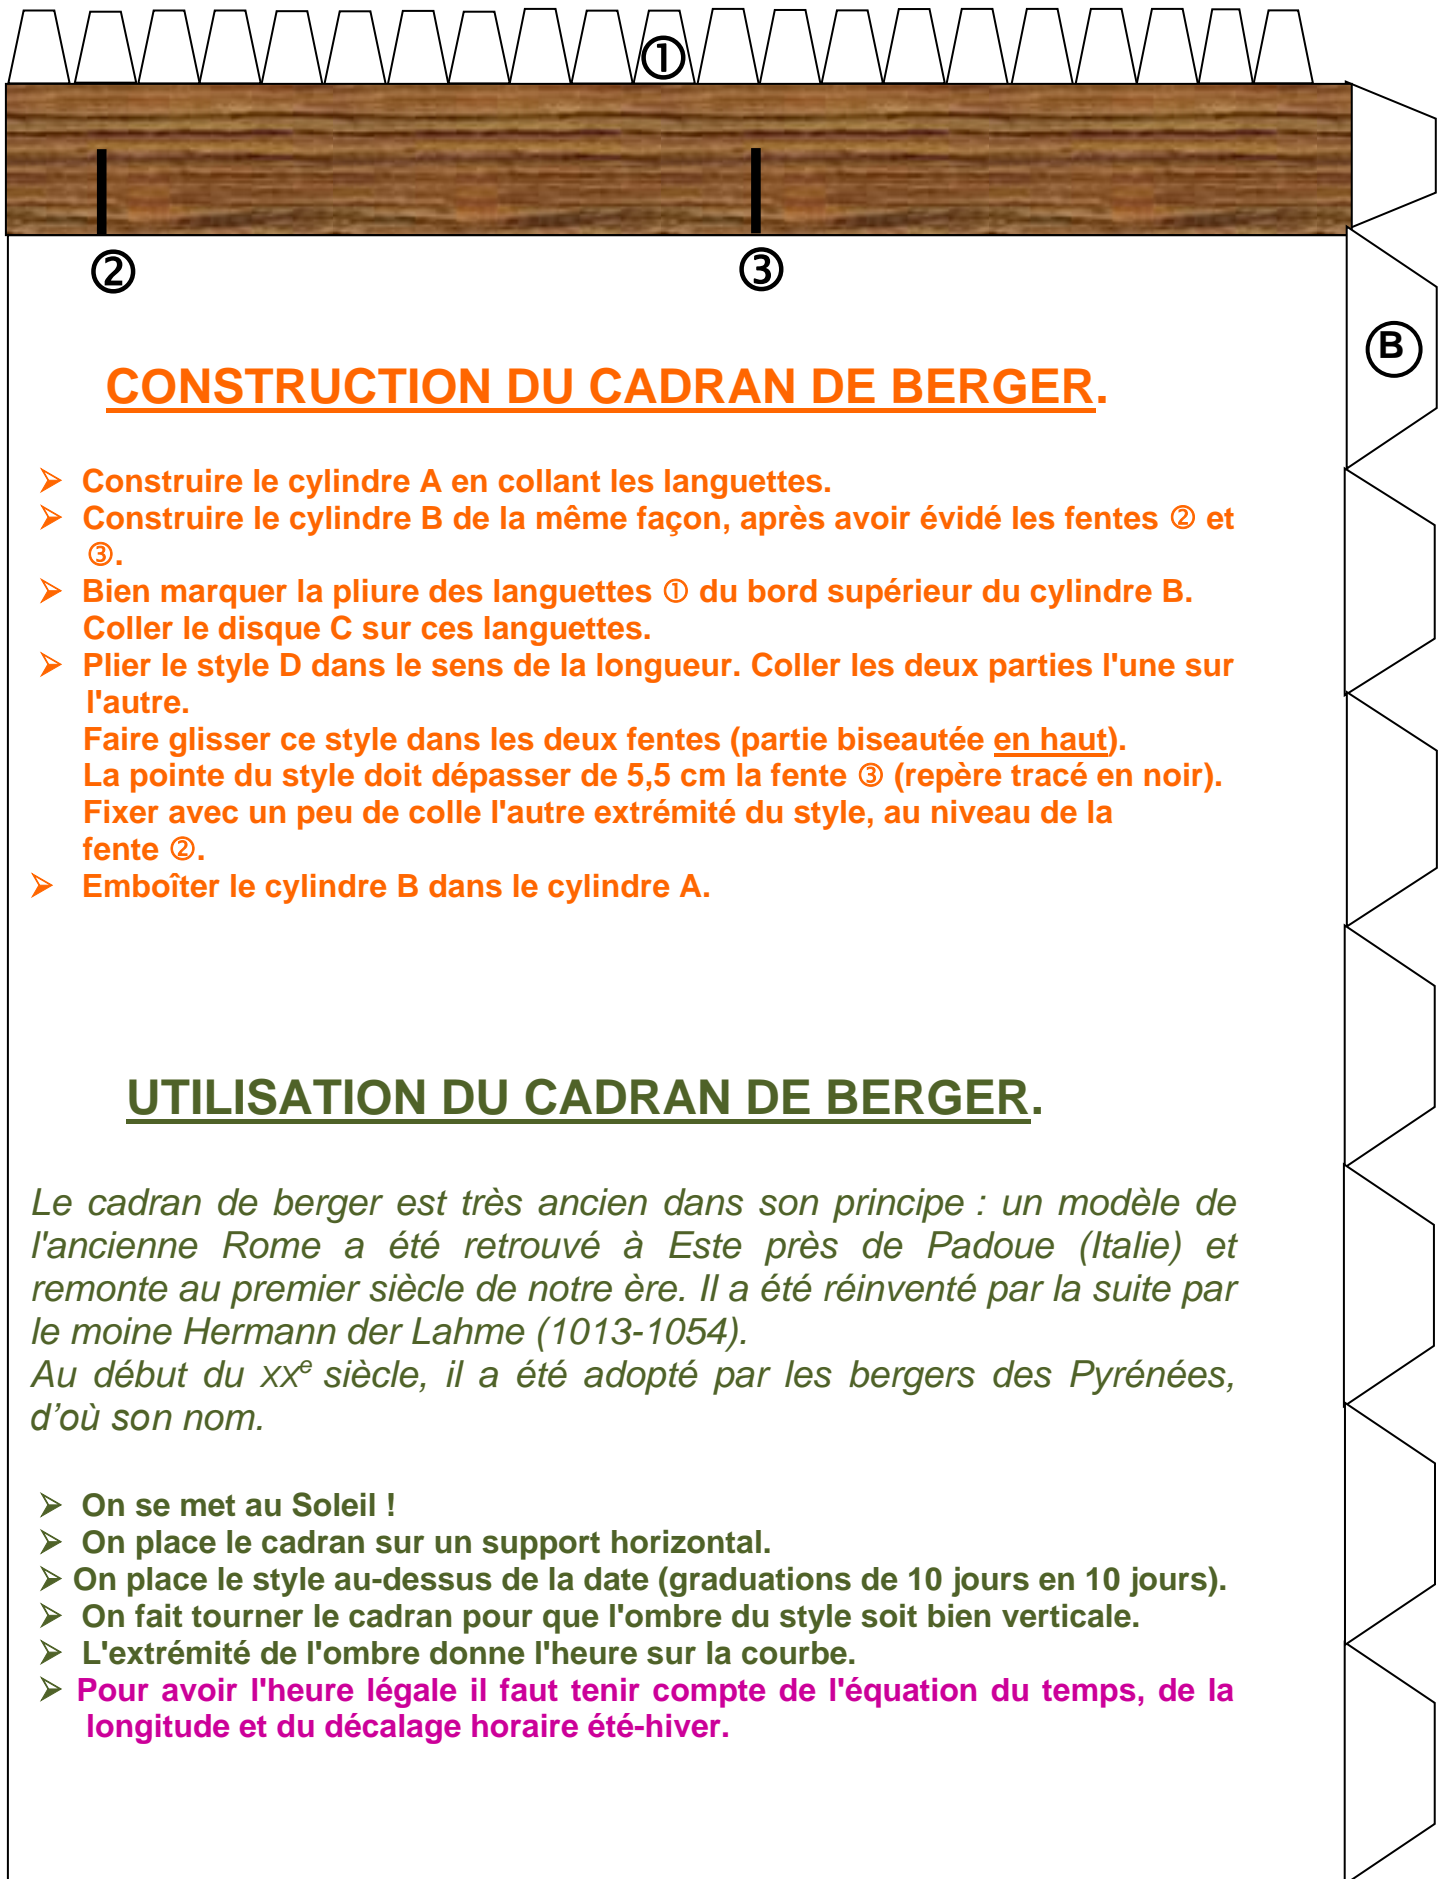 ①
② ③
B
CONSTRUCTION DU CADRAN DE BERGER.
➢ Construire le cylindre A en collant les languettes.
➢ Construire le cylindre B de la même façon, après avoir évidé les fentes ② et
③.
➢ Bien marquer la pliure des languettes ① du bord supérieur du cylindre B.
Coller le disque C sur ces languettes.
➢ Plier le style D dans le sens de la longueur. Coller les deux parties l'une sur
l'autre.
Faire glisser ce style dans les deux fentes (partie biseautée en haut).
La pointe du style doit dépasser de 5,5 cm la fente ③ (repère tracé en noir).
Fixer avec un peu de colle l'autre extrémité du style, au niveau de la
fente ②.
➢ Emboîter le cylindre B dans le cylindre A.
UTILISATION DU CADRAN DE BERGER.
Le cadran de berger est très ancien dans son principe : un modèle de
l'ancienne Rome a été retrouvé à Este près de Padoue (Italie) et
remonte au premier siècle de notre ère. Il a été réinventé par la suite par
le moine Hermann der Lahme (1013-1054).
Au début du XXe siècle, il a été adopté par les bergers des Pyrénées,
d’où son nom.
➢ On se met au Soleil !
➢ On place le cadran sur un support horizontal.
➢ On place le style au-dessus de la date (graduations de 10 jours en 10 jours).
➢ On fait tourner le cadran pour que l'ombre du style soit bien verticale.
➢ L'extrémité de l'ombre donne l'heure sur la courbe.
➢ Pour avoir l'heure légale il faut tenir compte de l'équation du temps, de la
longitude et du décalage horaire été-hiver.